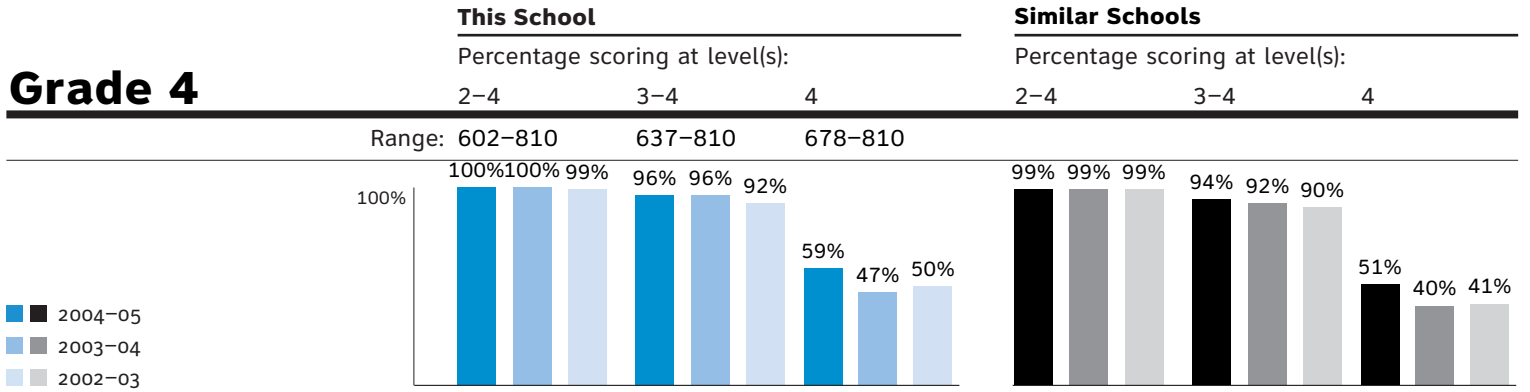 This School Similar Schools
Percentage scoring at level(s): Percentage scoring at level(s):
Grade 4
2–4 3–4 4 2–4 3–4 4
Range: 602–810 637–810 678–810
100% 100% 99% 96% 96% 92% 59% 47% 50% 99% 99% 99% 94% 92% 90% 51% 40% 41%
100%
2004–05
2003–04
2002–03